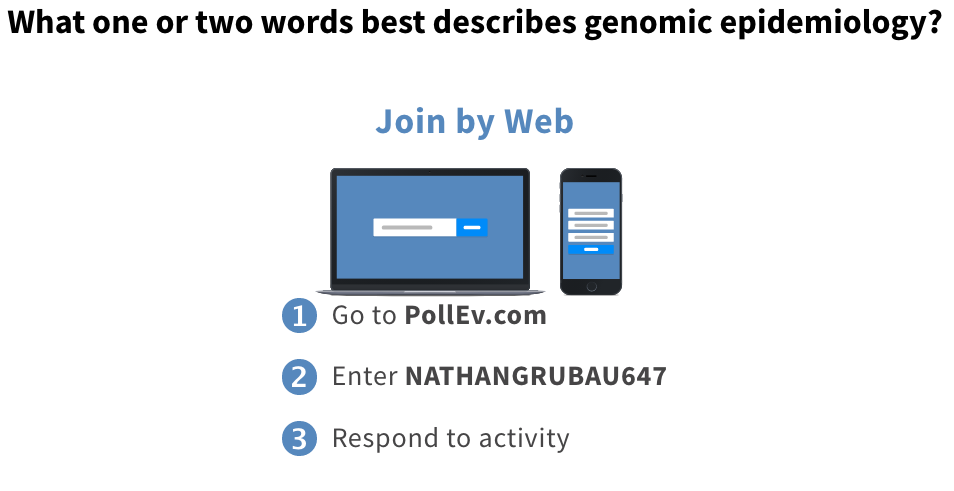 What one or two words best describes genomic epidemiology?
Join by Web
1 Go to PollEv.com
2 Enter NATHANGRUBAU647
3 Respond to activity